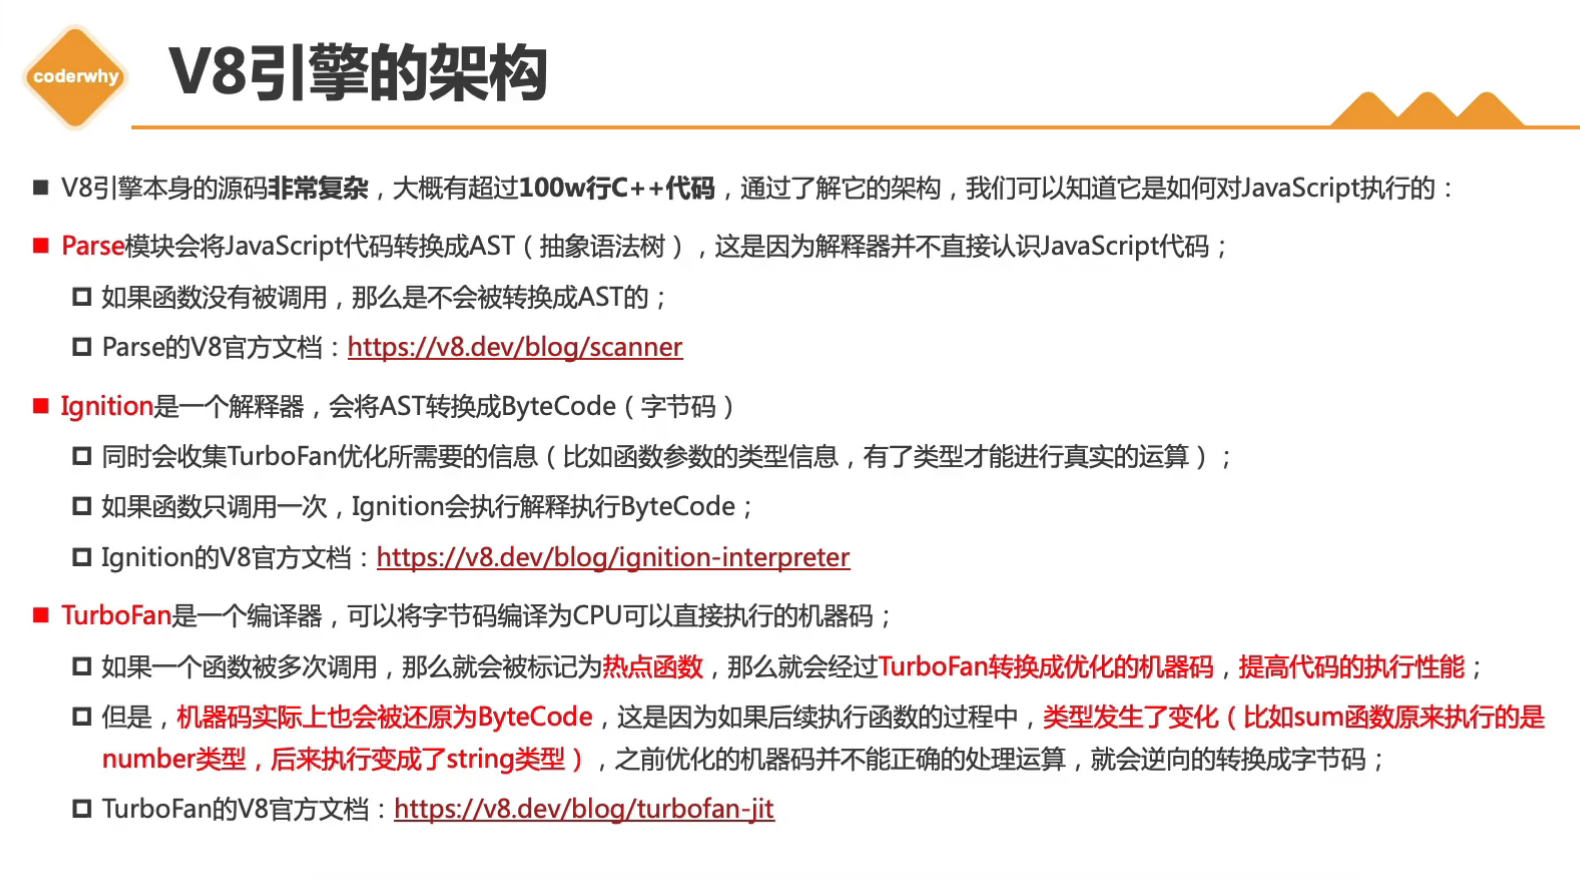 coderwhy
V8引擎的架构
V8引擎本身的源码非常复杂，大概有超过100w行C++代码，通过了解它的架构，我们可以知道它是如何对JavaScript执行的：
Parse模块会将JavaScript代码转换成AST（抽象语法树），这是因为解释器并不直接认识JavaScript代码；
如果函数没有被调用，那么是不会被转换成AST的；
Parse的V8官方文档：https://v8.dev/blog/scanner
Ignition是一个解释器，会将AST转换成ByteCode（字节码）
同时会收集TurboFan优化所需要的信息（比如函数参数的类型信息，有了类型才能进行真实的运算）；
如果函数只调用一次，Ignition会执行解释执行ByteCode；
Ignition的V8官方文档：https://v8.dev/blog/ignition-interpreter
TurboFan是一个编译器，可以将字节码编译为CPU可以直接执行的机器码；
如果一个函数被多次调用，那么就会被标记为热点函数，那么就会经过TurboFan转换成优化的机器码，提高代码的执行性能；
但是，机器码实际上也会被还原为ByteCode，这是因为如果后续执行函数的过程中，类型发生了变化（比如sum函数原来执行的是
number类型，后来执行变成了string类型），之前优化的机器码并不能正确的处理运算，就会逆向的转换成字节码；
TurboFan的V8官方文档：https://v8.dev/blog/turbofan-jit